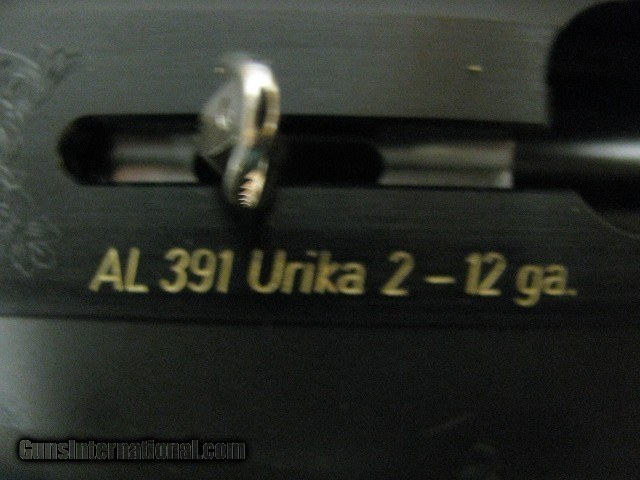 AL 391 Urika 2 – 12 ga.
GunsInternational.com